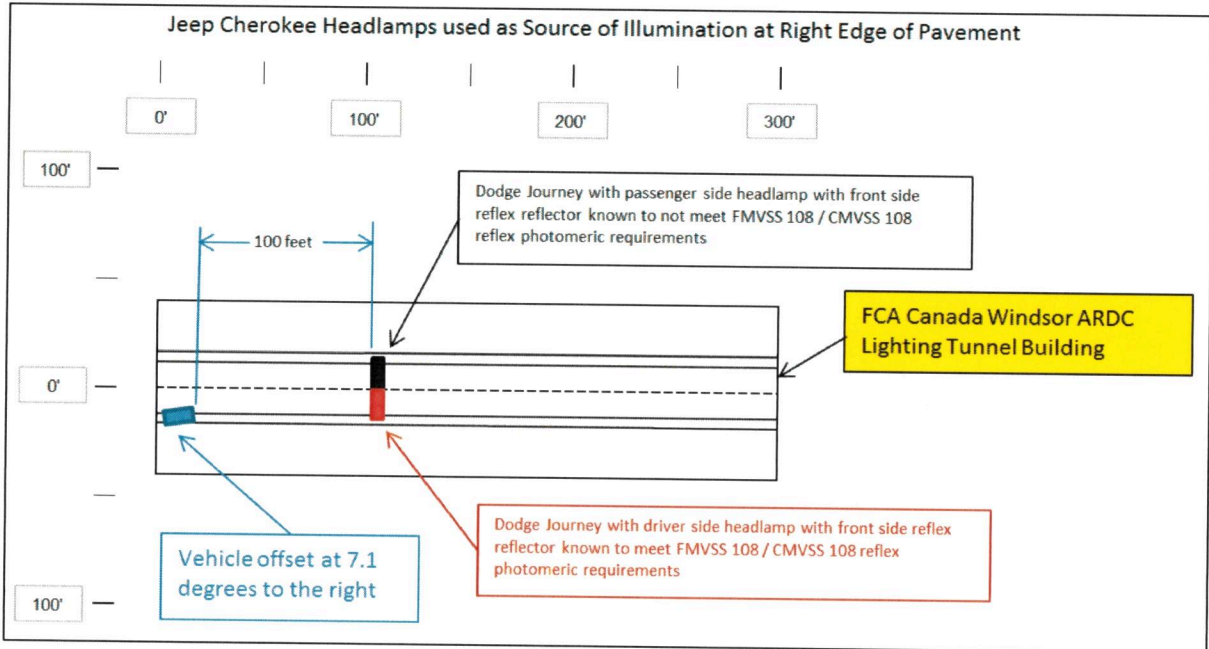 Jeep Cherokee Headlamps used as Source of Illumination at Right Edge of Pavement
0'
100'
200'
300'
100'
Dodge Journey with passenger side headlamp with front side
reflex reflector known to not meet FMVSS 108 / CMVSS 108
reflex photomeric requirements
100 feet
FCA Canada Windsor ARDC
Lighting Tunnel Building
0'
Dodge Journey with driver side headlamp with front side reflex
reflector known to meet FMVSS 108 / CMVSS 108 reflex
photomeric requirements
Vehicle offset at 7.1
degrees to the right
100'